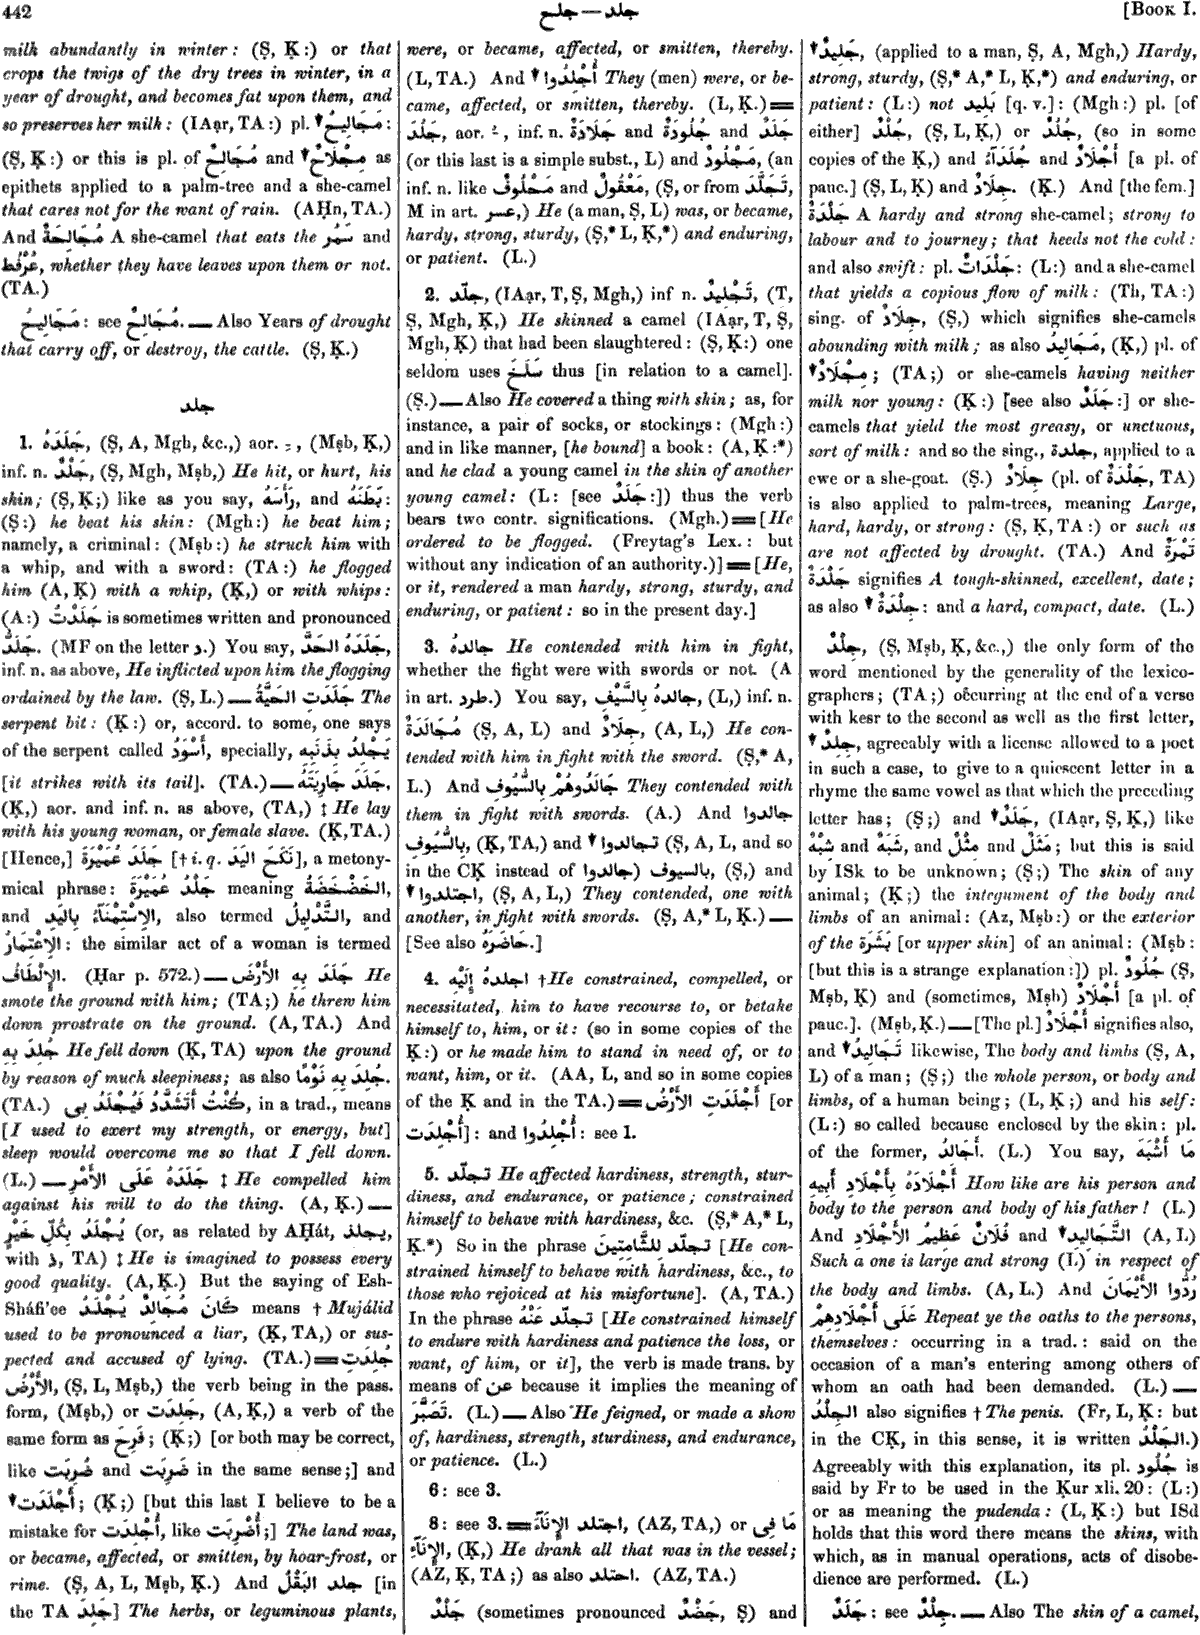 442
جلد — جلح
[BOOK I.
milk abundantly in winter: (Ṣ, Ḳ:) or that
crops the twigs of the dry trees in winter, in a
year of drought, and becomes fat upon them, and
so preserves her milk: (IAạr, TA:) pl. ↓ مَجَالِيحُ:
(Ṣ, Ḳ:) or this is pl. of مُجَالِحٌ and ↓ مِجْلَاحٌ as
epithets applied to a palm-tree and a she-camel
that cares not for the want of rain. (AḤn, TA.)
And مُجَالِحَةٌ A she-camel that eats the سَمُر and
عُرْفُط, whether they have leaves upon them or not.
(TA.)
مَجَالِيحُ: see مُجَالِحٌ. — Also Years of drought
that carry off, or destroy, the cattle. (Ṣ, Ḳ.)
جلد
1. جَلَدَهُ, (Ṣ, A, Mgh, &c.,) aor. ـِ, (Mṣb, Ḳ,)
inf. n. جَلْدٌ, (Ṣ, Mgh, Mṣb,) He hit, or hurt, his
skin; (Ṣ, Ḳ;) like as you say, رَأَسَهُ, and بَطَنَهُ:
(Ṣ:) he beat his skin: (Mgh:) he beat him;
namely, a criminal: (Mṣb:) he struck him with
a whip, and with a sword: (TA:) he flogged
him (A, Ḳ) with a whip, (Ḳ,) or with whips:
(A:) جَلَدْتُ is sometimes written and pronounced
جَلَدُّ. (MF on the letter د.) You say, جَلَدَهُ الحَدَّ,
inf. n. as above, He inflicted upon him the flogging
ordained by the law. (Ṣ, L.) — جَلَدَتِ الحَيَّةُ The
serpent bit: (Ḳ:) or, accord. to some, one says
of the serpent called أَسْوَدُ, specially, يَجْلِدُ بِذَنَبِهِ
[it strikes with its tail]. (TA.) — جَلَدَ جَارِيَتَهُ,
(Ḳ,) aor. and inf. n. as above, (TA,) ‡ He lay
with his young woman, or female slave. (Ḳ, TA.)
[Hence,] جَلَدَ عُمَيْرَةَ [† i. q. نَكَحَ اليَدَ], a metony-
mical phrase: جَلْدُ عُمَيْرَةَ meaning الخَضْخَضَةُ,
and الاِسْتِمْنَآءُ بِاليَدِ, also termed التَّدْلِيلُ, and
الاِعْتِمَارُ: the similar act of a woman is termed
الإِلْطَافُ. (Ḥar p. 572.) — جَلَدَ بِهِ الأَرْضَ He
smote the ground with him; (TA;) he threw him
down prostrate on the ground. (A, TA.) And
جُلِدَ بِهِ He fell down (Ḳ, TA) upon the ground
by reason of much sleepiness; as also جُلِدَ بِهِ نَوْمًا.
(TA.) كُنْتُ أَتَشَدَّدُ فَيُجْلَدُ بِى, in a trad., means
[I used to exert my strength, or energy, but]
sleep would overcome me so that I fell down.
(L.) — جَلَدَهُ عَلَى الأَمْرِ ‡ He compelled him
against his will to do the thing. (A, Ḳ.) —
يُجْلَدُ بِكُلِّ خَيْرٍ (or, as related by AḤát, يجلذ,
with ذ, TA) ‡ He is imagined to possess every
good quality. (A, Ḳ.) But the saying of Esh-
Sháfi'ee كَانَ مُجَالِدٌ يُجْلَدُ means † Mujálid
used to be pronounced a liar, (Ḳ, TA,) or sus-
pected and accused of lying. (TA.) = جُلِدَتِ
الأَرْضُ, (Ṣ, L, Mṣb,) the verb being in the pass.
form, (Mṣb,) or جَلِدَت, (A, Ḳ,) a verb of the
same form as فَرِحَ; (Ḳ;) [or both may be correct,
like ضُرِبَت and ضَرِبَت in the same sense;] and
↓ أَجْلَدَت; (Ḳ;) [but this last I believe to be a
mistake for أُجْلِدَت, like أُضْرِبَت;] The land was,
or became, affected, or smitten, by hoar-frost, or
rime. (Ṣ, A, L, Mṣb, Ḳ.) And جلد البَقْلُ [in
the TA جَلِدَ] The herbs, or leguminous plants,
were, or became, affected, or smitten, thereby.
(L, TA.) And ↓ أُجْلِدُوا They (men) were, or be-
came, affected, or smitten, thereby. (L, Ḳ.) =
جَلُدَ, aor. ـُ, inf. n. جَلَادَةٌ and جُلُودَةٌ and جَلَدٌ
(or this last is a simple subst., L) and مَجْلُودٌ, (an
inf. n. like مَحْلُوفٌ and مَعْقُولٌ, (Ṣ, or from تَجَلَّدَ,
M in art. عسر,) He (a man, Ṣ, L) was, or became,
hardy, strong, sturdy, (Ṣ,* L, Ḳ,*) and enduring,
or patient. (L.)
2. جلّد, (IAạr, T, Ṣ, Mgh,) inf n. تَجْلِيدٌ, (T,
Ṣ, Mgh, Ḳ,) He skinned a camel (IAạr, T, Ṣ,
Mgh, Ḳ) that had been slaughtered: (Ṣ, Ḳ:) one
seldom uses سَلَخَ thus [in relation to a camel].
(Ṣ.) — Also He covered a thing with skin; as, for
instance, a pair of socks, or stockings: (Mgh:)
and in like manner, [he bound] a book: (A, Ḳ:*)
and he clad a young camel in the skin of another
young camel: (L: [see جَلَدٌ:]) thus the verb
bears two contr. significations. (Mgh.) = [He
ordered to be flogged. (Freytag's Lex.: but
without any indication of an authority.)] = [He,
or it, rendered a man hardy, strong, sturdy, and
enduring, or patient: so in the present day.]
3. جالدهُ He contended with him in fight,
whether the fight were with swords or not. (A
in art. طرد.) You say, جالدهُ بِالسَّيْفِ, (L,) inf. n.
مُجَالَدَةٌ (Ṣ, A, L) and جِلَادٌ, (A, L,) He con-
tended with him in fight with the sword. (Ṣ,* A,
L.) And جَالَدُوهُمْ بِالسُّيُوفِ They contended with
them in fight with swords. (A.) And جالدوا
بِالسُّيُوفِ, (Ḳ, TA,) and ↓ تجالدوا (Ṣ, A, L, and so
in the CḲ instead of جالدوا) بالسيوف, (Ṣ,) and
↓ اجتلدوا, (Ṣ, A, L,) They contended, one with
another, in fight with swords. (Ṣ, A,* L, Ḳ.) —
[See also حَاضَرَهُ.]
4. اجلدهُ إِلَيْهِ † He constrained, compelled, or
necessitated, him to have recourse to, or betake
himself to, him, or it: (so in some copies of the
Ḳ:) or he made him to stand in need of, or to
want, him, or it. (AA, L, and so in some copies
of the Ḳ and in the TA.) = أَجْلَدَتِ الأَرْضُ [or
أُجْلِدَت]: and أُجْلِدُوا: see 1.
5. تجلّد He affected hardiness, strength, stur-
diness, and endurance, or patience; constrained
himself to behave with hardiness, &c. (Ṣ,* A,* L,
Ḳ.*) So in the phrase تجلّد لِلشَّامِتِينَ [He con-
strained himself to behave with hardiness, &c., to
those who rejoiced at his misfortune]. (A, TA.)
In the phrase تجلّد عَنْهُ [He constrained himself
to endure with hardiness and patience the loss, or
want, of him, or it], the verb is made trans. by
means of عن because it implies the meaning of
تَصَبَّرَ. (L.) — Also He feigned, or made a show
of, hardiness, strength, sturdiness, and endurance,
or patience. (L.)
6: see 3.
8: see 3. = اجتلد الإِنَآءَ, (AZ, TA,) or مَا فِى
الإِنَآءِ, (Ḳ,) He drank all that was in the vessel;
(AZ, Ḳ, TA;) as also احتلد. (AZ, TA.)
جَلْدٌ (sometimes pronounced جَضْدٌ, Ṣ) and
↓ جَلِيدٌ, (applied to a man, Ṣ, A, Mgh,) Hardy,
strong, sturdy, (Ṣ,* A,* L, Ḳ,*) and enduring, or
patient: (L:) not بَلِيد [q. v.]: (Mgh:) pl. [of
either] جُلْدٌ, (Ṣ, L, Ḳ,) or جُلُدٌ, (so in some
copies of the Ḳ,) and جُلَدَآءُ and أَجْلَادٌ [a pl. of
pauc.] (Ṣ, L, Ḳ) and جِلَادٌ. (Ḳ.) And [the fem.]
جَلْدَةٌ A hardy and strong she-camel; strong to
labour and to journey; that heeds not the cold:
and also swift: pl. جَلْدَاتٌ: (L:) and a she-camel
that yields a copious flow of milk: (Th, TA:)
sing. of جِلَادٌ, (Ṣ,) which signifies she-camels
abounding with milk; as also مَجَالِيدُ, (Ḳ,) pl. of
↓ مِجْلَادٌ; (TA;) or she-camels having neither
milk nor young: (Ḳ:) [see also جَلَدٌ:] or she-
camels that yield the most greasy, or unctuous,
sort of milk: and so the sing., جلدة, applied to a
ewe or a she-goat. (Ṣ.) جِلَادٌ (pl. of جَلْدَةٌ, TA)
is also applied to palm-trees, meaning Large,
hard, hardy, or strong: (Ṣ, Ḳ, TA:) or such as
are not affected by drought. (TA.) And تَمْرَةٌ
جَلْدَةٌ signifies A tough-skinned, excellent, date;
as also ↓ جِلْدَةٌ: and a hard, compact, date. (L.)
جِلْدٌ, (Ṣ, Mṣb, Ḳ, &c.,) the only form of the
word mentioned by the generality of the lexico-
graphers; (TA;) occurring at the end of a verse
with kesr to the second as well as the first letter,
↓ جِلِدٌ, agreeably with a license allowed to a poet
in such a case, to give to a quiescent letter in a
rhyme the same vowel as that which the preceding
letter has; (Ṣ;) and ↓ جَلَدٌ, (IAạr, Ṣ, Ḳ,) like
شِبْهٌ and شَبَهٌ, and مِثْلٌ and مَثَلٌ; but this is said
by ISk to be unknown; (Ṣ;) The skin of any
animal; (Ḳ;) the integument of the body and
limbs of an animal: (Az, Mṣb:) or the exterior
of the بَشَرَة [or upper skin] of an animal: (Mṣb:
[but this is a strange explanation:]) pl. جُلُودٌ (Ṣ,
Mṣb, Ḳ) and (sometimes, Mṣb) أَجْلَادٌ [a pl. of
pauc.]. (Mṣb, Ḳ.) — [The pl.] أَجْلَادٌ signifies also,
and ↓ تَجَالِيدُ likewise, The body and limbs (Ṣ, A,
L) of a man; (Ṣ;) the whole person, or body and
limbs, of a human being; (L, Ḳ;) and his self:
(L:) so called because enclosed by the skin: pl.
of the former, أَجَالِدُ. (L.) You say, مَا أَشْبَهَ
أَجْلَادَهُ بِأَجْلَادِ أَبِيهِ How like are his person and
body to the person and body of his father! (L.)
And فُلَانٌ عَظِيمُ الأَجْلَادِ and ↓ التَّجَالِيدِ (A, L)
Such a one is large and strong (L) in respect of
the body and limbs. (A, L.) And رُدُّوا الأَيْمَانَ
عَلَى أَجْلَادِهِمْ Repeat ye the oaths to the persons,
themselves: occurring in a trad.: said on the
occasion of a man's entering among others of
whom an oath had been demanded. (L.) —
الجِلْدُ also signifies † The penis. (Fr, L, Ḳ: but
in the CḲ, in this sense, it is written الجَلْدُ.)
Agreeably with this explanation, its pl. جُلُود is
said by Fr to be used in the Ḳur xli. 20: (L:)
or as meaning the pudenda: (L, Ḳ:) but ISd
holds that this word there means the skins, with
which, as in manual operations, acts of disobe-
dience are performed. (L.)
جَلَدٌ: see جِلْدٌ. — Also The skin of a camel,